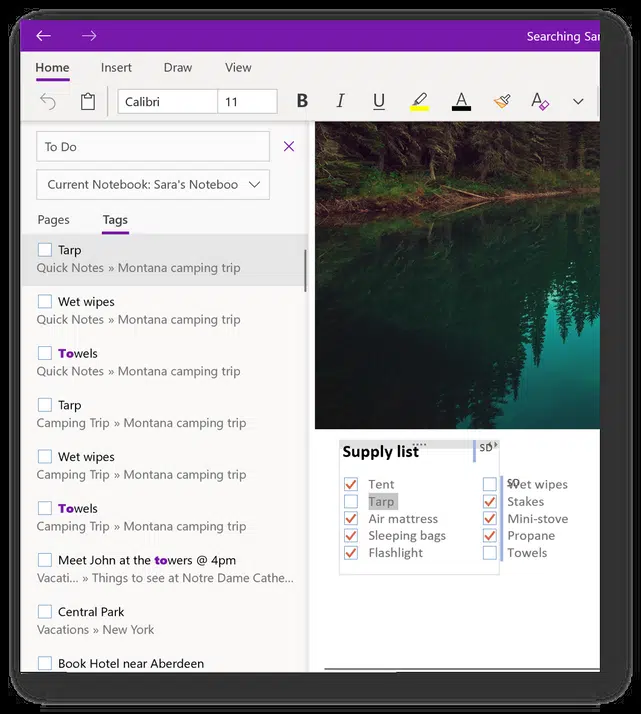 Searching Sar
Home Insert Draw View
Calibri 11 B I U A A
To Do
Current Notebook: Sara's Noteboo
Pages Tags
Tarp
Quick Notes » Montana camping trip
Wet wipes
Quick Notes » Montana camping trip
Towels
Quick Notes » Montana camping trip
Tarp
Camping Trip » Montana camping trip
Wet wipes
Camping Trip » Montana camping trip
Towels
Camping Trip » Montana camping trip
Meet John at the towers @ 4pm
Vacati... » Things to see at Notre Dame Cathe...
Central Park
Vacations » New York
Book Hotel near Aberdeen
Supply list SD
Tent
Tarp
Air mattress
Sleeping bags
Flashlight
SD
Wet wipes
Stakes
Mini-stove
Propane
Towels